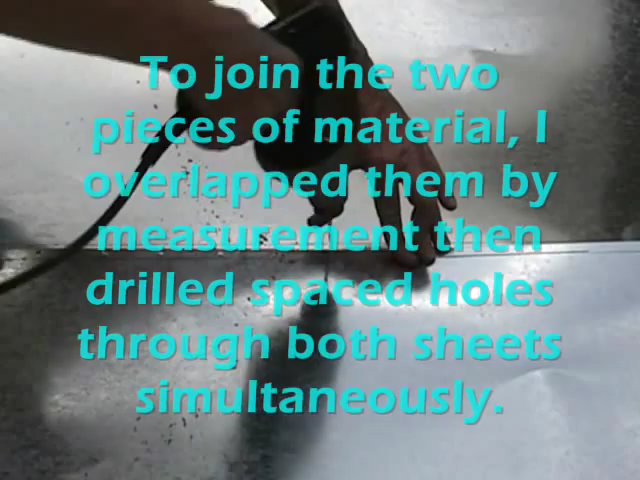 To join the two
pieces of material, I
overlapped them by
measurement then
drilled spaced holes
through both sheets
simultaneously.